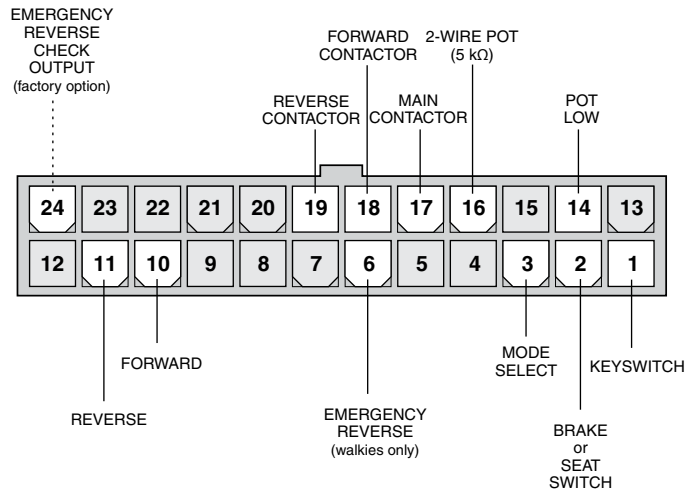 EMERGENCY
REVERSE
CHECK
OUTPUT
(factory option)
FORWARD
CONTACTOR
2-WIRE POT
(5 kΩ)
REVERSE
CONTACTOR
MAIN
CONTACTOR
POT
LOW
24 23 22 21 20 19 18 17 16 15 14 13
12 11 10 9 8 7 6 5 4 3 2 1
FORWARD
REVERSE
EMERGENCY
REVERSE
(walkies only)
MODE
SELECT
KEYSWITCH
BRAKE
or
SEAT
SWITCH